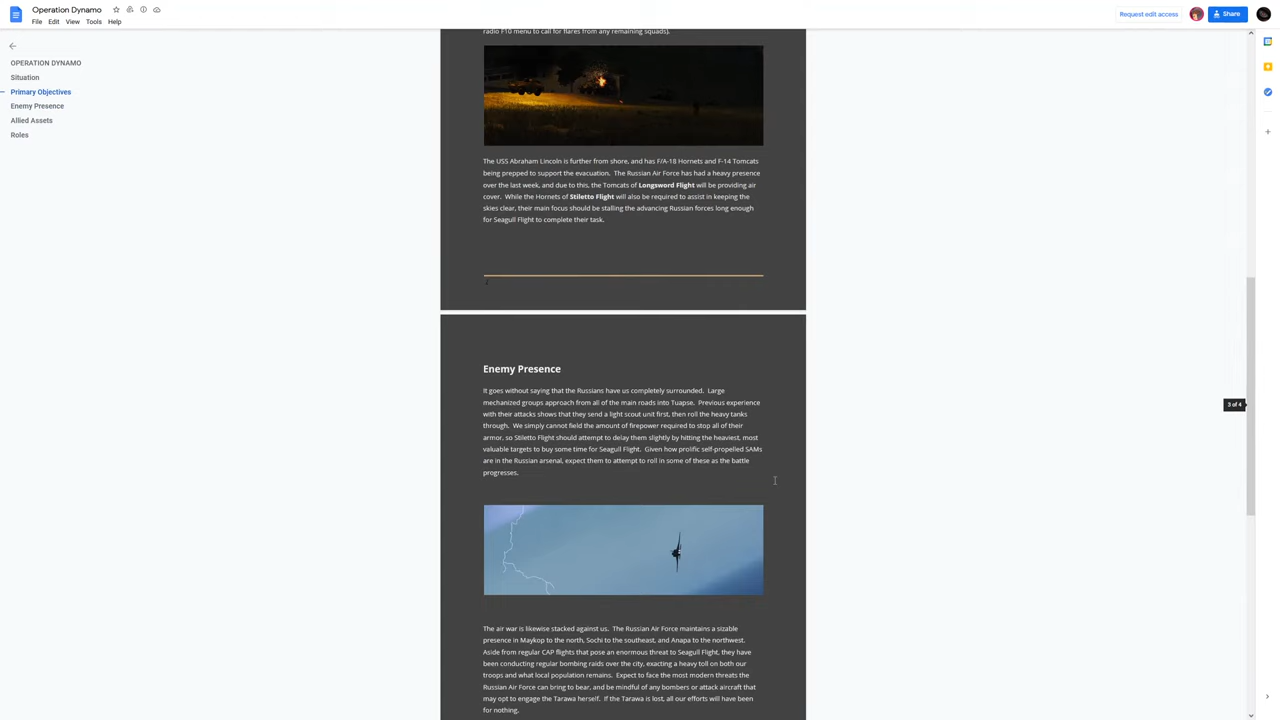 Operation Dynamo
File Edit View Tools Help
Request edit access
Share
OPERATION DYNAMO
Situation
Primary Objectives
Enemy Presence
Allied Assets
Roles
radio F10 menu to call for flares from any remaining squads).
The USS Abraham Lincoln is further from shore, and has F/A-18 Hornets and F-14 Tomcats
being prepped to support the evacuation. The Russian Air Force has had a heavy presence
over the last week, and due to this, the Tomcats of Longsword Flight will be providing air
cover. While the Hornets of Stiletto Flight will also be required to assist in keeping the
skies clear, their main focus should be stalling the advancing Russian forces long enough
for Seagull Flight to complete their task.
Enemy Presence
It goes without saying that the Russians have us completely surrounded. Large
mechanized groups approach from all of the main roads into Tuapse. Previous experience
with their attacks shows that they send a light scout unit first, then roll the heavy tanks
through. We simply cannot field the amount of firepower required to stop all of their
armor, so Stiletto Flight should attempt to delay them slightly by hitting the heaviest, most
valuable targets to buy some time for Seagull Flight. Given how prolific self-propelled SAMs
are in the Russian arsenal, expect them to attempt to roll in some of these as the battle
progresses.
3 of 4
The air war is likewise stacked against us. The Russian Air Force maintains a sizable
presence in Maykop to the north, Sochi to the southeast, and Anapa to the northwest.
Aside from regular CAP flights that pose an enormous threat to Seagull Flight, they have
been conducting regular bombing raids over the city, exacting a heavy toll on both our
troops and what local population remains. Expect to face the most modern threats the
Russian Air Force can bring to bear, and be mindful of any bombers or attack aircraft that
may opt to engage the Tarawa herself. If the Tarawa is lost, all our efforts will have been
for nothing.